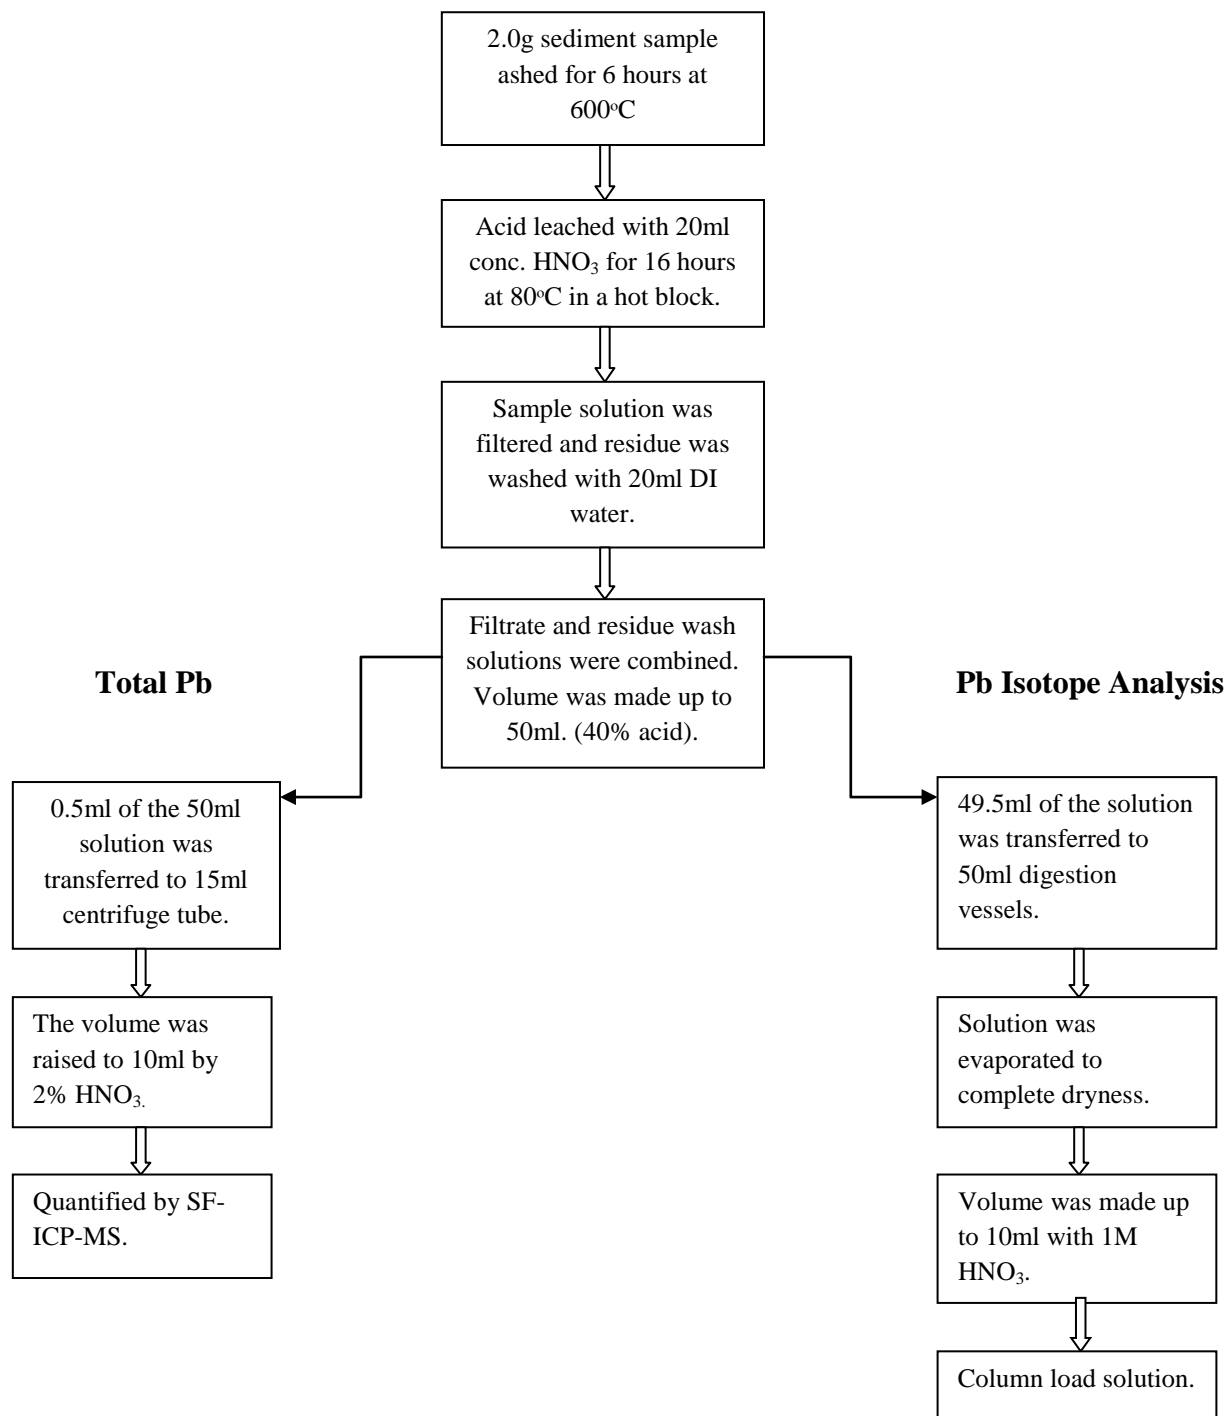 2.0g sediment sample
ashed for 6 hours at
600°C
Acid leached with 20ml
conc. HNO₃ for 16 hours
at 80°C in a hot block.
Sample solution was
filtered and residue was
washed with 20ml DI
water.
Filtrate and residue wash
solutions were combined.
Volume was made up to
50ml. (40% acid).
Total Pb
0.5ml of the 50ml
solution was
transferred to 15ml
centrifuge tube.
The volume was
raised to 10ml by
2% HNO₃.
Quantified by SF-
ICP-MS.
Pb Isotope Analysis
49.5ml of the solution
was transferred to
50ml digestion
vessels.
Solution was
evaporated to
complete dryness.
Volume was made up
to 10ml with 1M
HNO₃.
Column load solution.